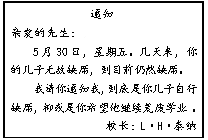 通知
亲爱的先生：
5月30日，星期五。几天来，你
的儿子无故缺席，到目前仍然缺席。
我请你通知我，到底是你儿子自行
缺席，抑或是你希望他继续荒废学业。
校长：L·H·泰纳